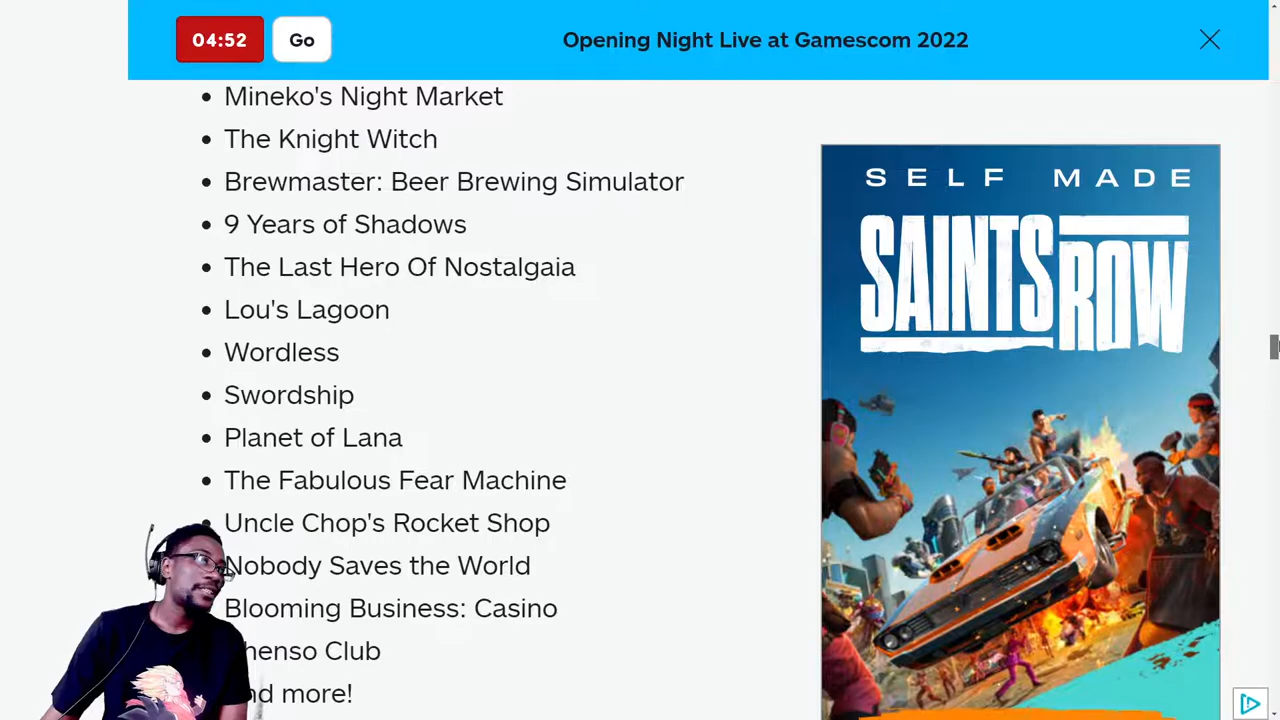 04:52
Go
Opening Night Live at Gamescom 2022
Mineko's Night Market
The Knight Witch
Brewmaster: Beer Brewing Simulator
9 Years of Shadows
The Last Hero Of Nostalgaia
Lou's Lagoon
Wordless
Swordship
Planet of Lana
The Fabulous Fear Machine
Uncle Chop's Rocket Shop
Nobody Saves the World
Blooming Business: Casino
Club
more!
SELF MADE
SAINTS ROW